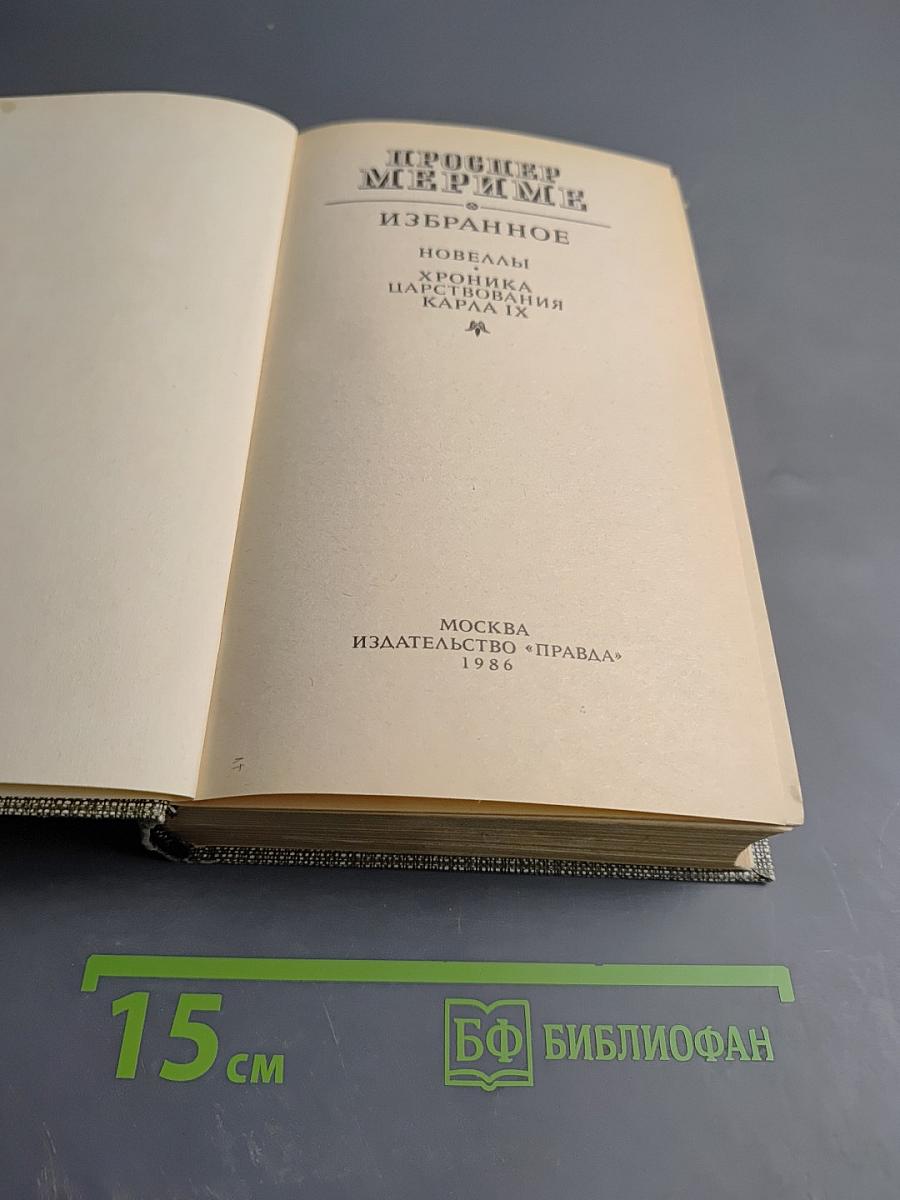 ПРОСПЕР
МЕРИМЕ
ИЗБРАННОЕ
НОВЕЛЛЫ
ХРОНИКА
ЦАРСТВОВАНИЯ
КАРЛА IX
МОСКВА
ИЗДАТЕЛЬСТВО «ПРАВДА»
1986
15 см
БФ БИБЛИОФАН